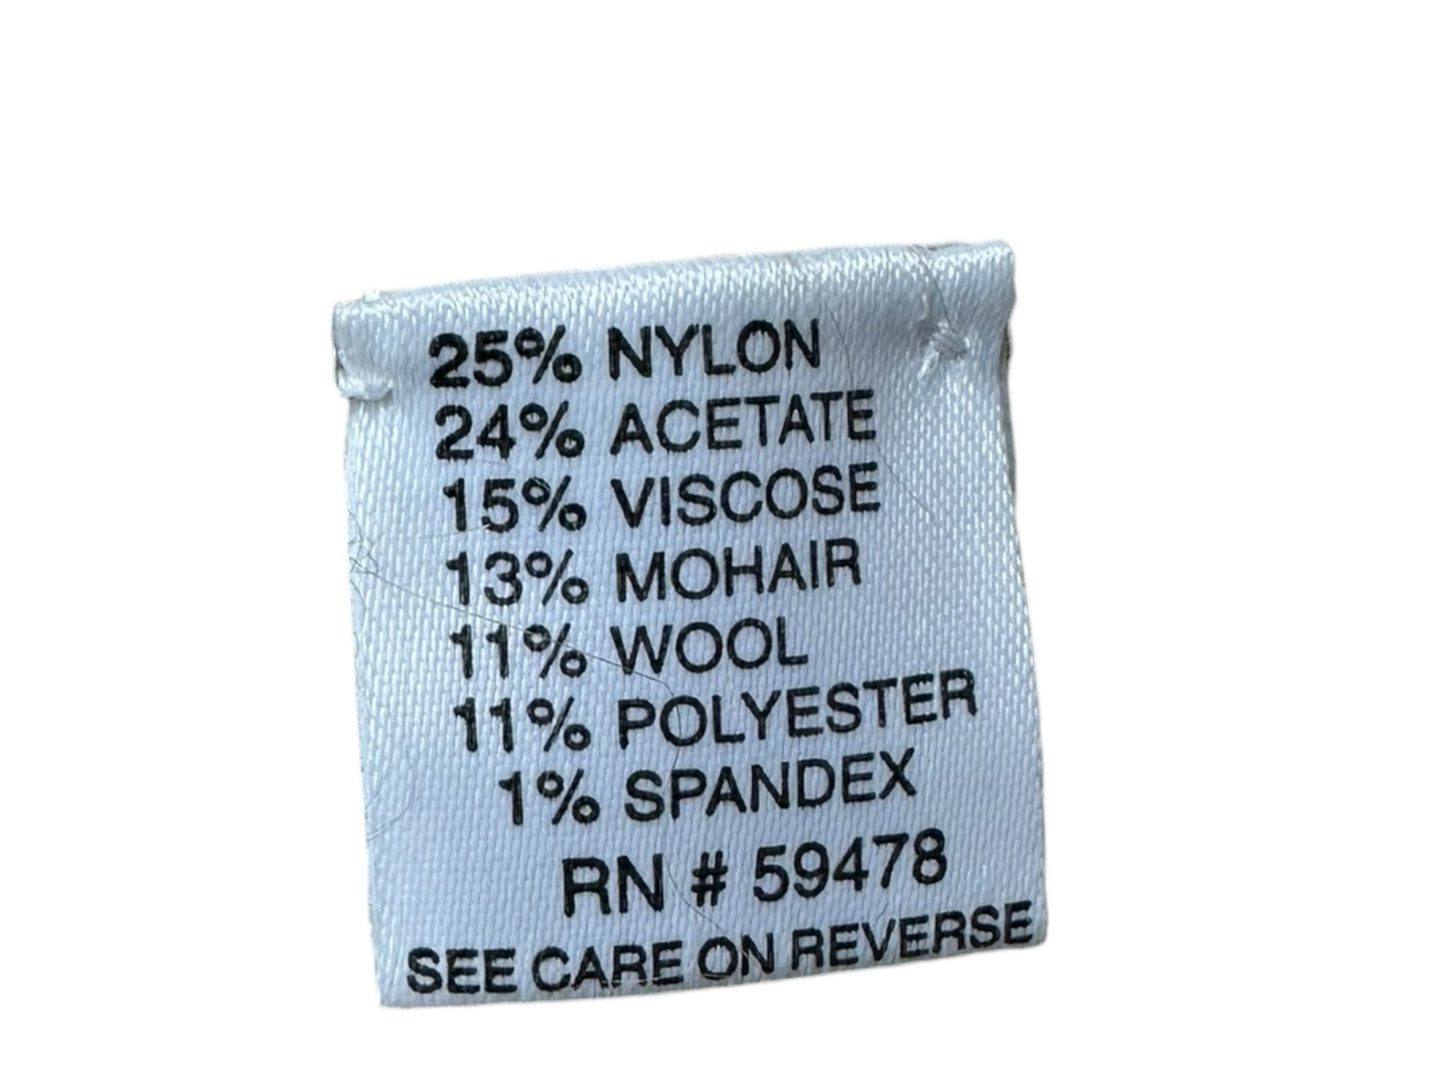 25% NYLON
24% ACETATE
15% VISCOSE
13% MOHAIR
11% WOOL
11% POLYESTER
1% SPANDEX
RN # 59478
SEE CARE ON REVERSE